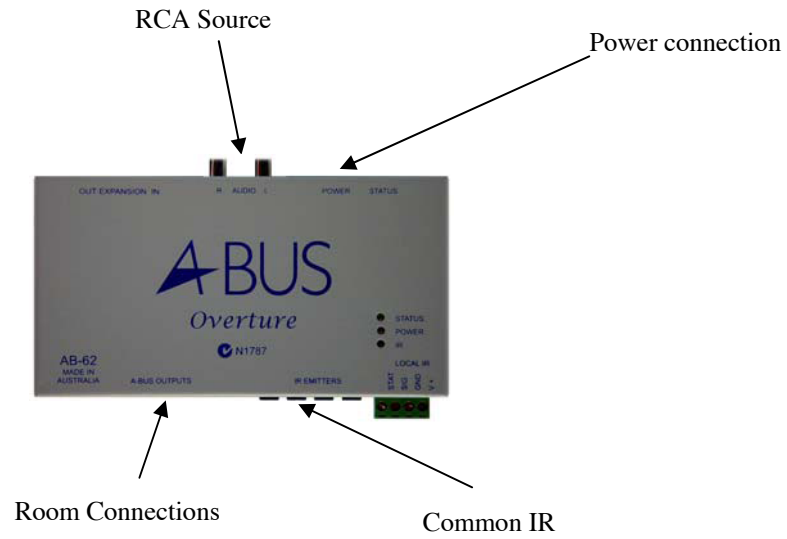 RCA Source
Power connection
OUT EXPANSION IN
R AUDIO L
POWER
STATUS
A-BUS
Overture
N1787
STATUS
POWER
IR
LOCAL IR
STAT
SIG
GND
V +
AB-62
MADE IN
AUSTRALIA
A-BUS OUTPUTS
IR EMITTERS
Room Connections
Common IR